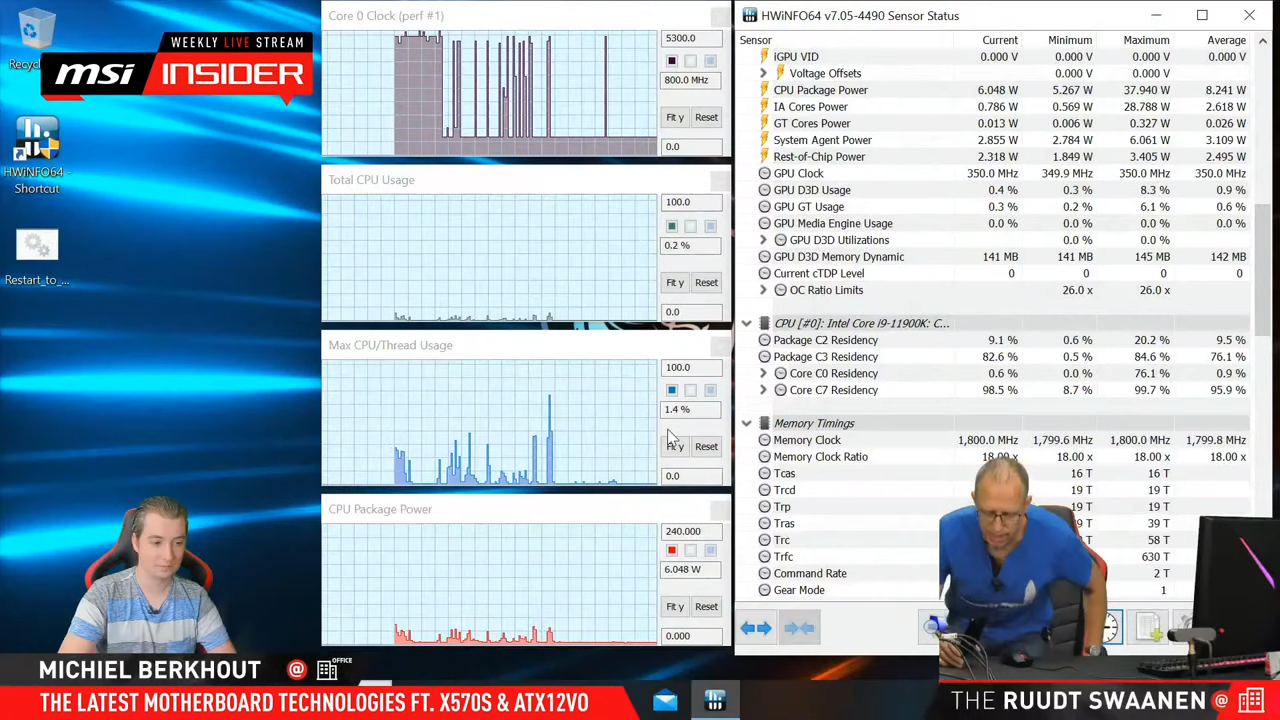 Recyc
WEEKLY LIVE STREAM
msi INSIDER
HWiNFO64 -
Shortcut
Restart_to_...
Core 0 Clock (perf #1)
5300.0
800.0 MHz
Fit y Reset
0.0
Total CPU Usage
100.0
0.2 %
Fit y Reset
0.0
Max CPU/Thread Usage
100.0
1.4 %
Reset
0.0
CPU Package Power
240.000
6.048 W
Fit y Reset
0.000
HWiNFO64 v7.05-4490 Sensor Status
Sensor Current Minimum Maximum Average
iGPU VID 0.000 V 0.000 V 0.000 V 0.000 V
Voltage Offsets 0.000 V 0.000 V
CPU Package Power 6.048 W 5.267 W 37.940 W 8.241 W
IA Cores Power 0.786 W 0.569 W 28.788 W 2.618 W
GT Cores Power 0.013 W 0.006 W 0.327 W 0.026 W
System Agent Power 2.855 W 2.784 W 6.061 W 3.109 W
Rest-of-Chip Power 2.318 W 1.849 W 3.405 W 2.495 W
GPU Clock 350.0 MHz 349.9 MHz 350.0 MHz 350.0 MHz
GPU D3D Usage 0.4 % 0.3 % 8.3 % 0.9 %
GPU GT Usage 0.3 % 0.2 % 6.1 % 0.6 %
GPU Media Engine Usage 0.0 % 0.0 % 0.0 % 0.0 %
GPU D3D Utilizations 0.0 % 0.0 %
GPU D3D Memory Dynamic 141 MB 141 MB 145 MB 142 MB
Current cTDP Level 0 0 0 0
OC Ratio Limits 26.0 x 26.0 x
CPU [#0]: Intel Core i9-11900K: C...
Package C2 Residency 9.1 % 0.6 % 20.2 % 9.5 %
Package C3 Residency 82.6 % 0.5 % 84.6 % 76.1 %
Core C0 Residency 0.6 % 0.0 % 76.1 % 0.9 %
Core C7 Residency 98.5 % 8.7 % 99.7 % 95.9 %
Memory Timings
Memory Clock 1,800.0 MHz 1,799.6 MHz 1,800.0 MHz 1,799.8 MHz
Memory Clock Ratio 18.00 x 18.00 x 18.00 x 18.00 x
Tcas 16 T 16 T
Trcd 19 T 19 T
Trp 19 T 19 T
Tras 39 T 39 T
Trc 58 T 58 T
Trfc 630 T
Command Rate 2 T
Gear Mode 1
MICHIEL BERKHOUT @ OFFICE
THE LATEST MOTHERBOARD TECHNOLOGIES FT. X570S & ATX12VO
THE RUUDT SWAANEN @